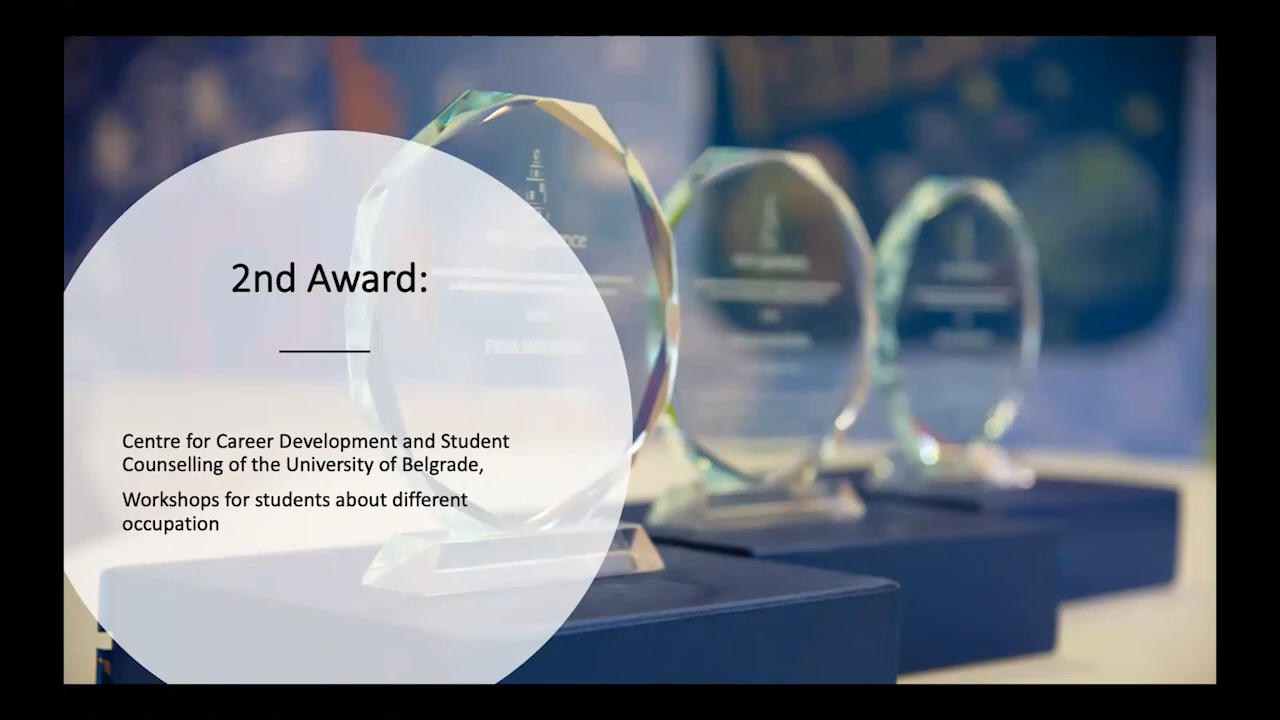 2nd Award:
Centre for Career Development and Student
Counselling of the University of Belgrade,
Workshops for students about different
occupation